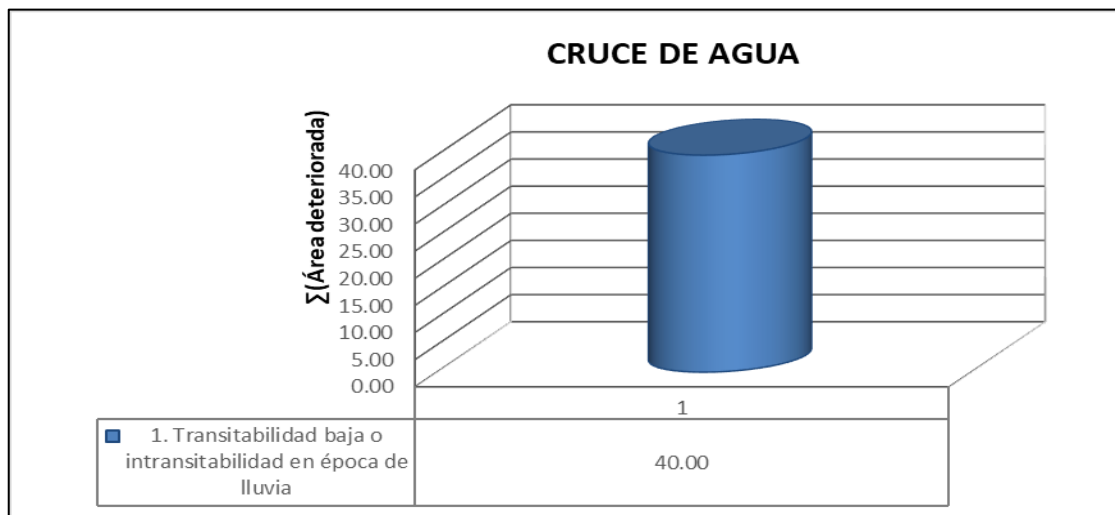 CRUCE DE AGUA
∑(Área deteriorada)
40.00
35.00
30.00
25.00
20.00
15.00
10.00
5.00
0.00
1
1. Transitabilidad baja o
intransitabilidad en época de
lluvia
40.00